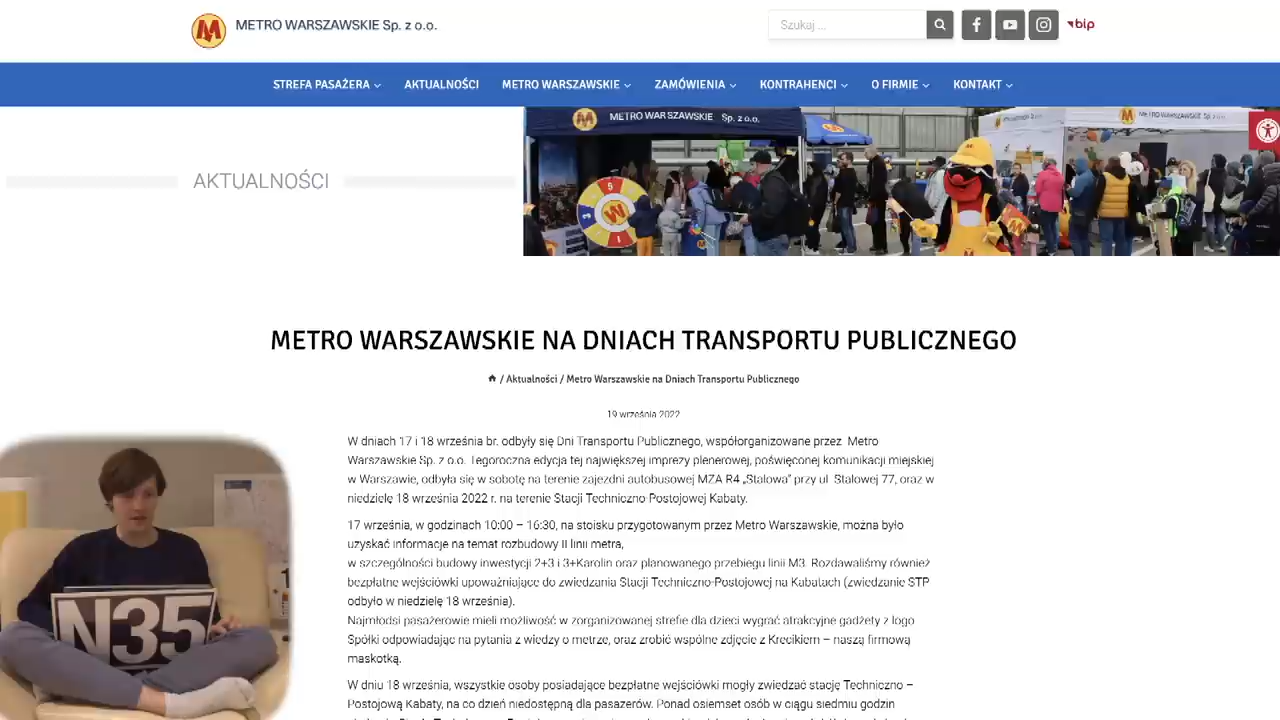 METRO WARSZAWSKIE Sp. z o.o.
Szukaj ...
bip
STREFA PASAŻERA
AKTUALNOŚCI
METRO WARSZAWSKIE
ZAMÓWIENIA
KONTRAHENCI
O FIRMIE
KONTAKT
METRO WARSZAWSKIE Sp. z o.o.
AKTUALNOŚCI
METRO WARSZAWSKIE NA DNIACH TRANSPORTU PUBLICZNEGO
/ Aktualności / Metro Warszawskie na Dniach Transportu Publicznego
19 września 2022
W dniach 17 i 18 września br. odbyły się Dni Transportu Publicznego, współorganizowane przez Metro
Warszawskie Sp. z o.o. Tegoroczna edycja tej największej imprezy plenerowej, poświęconej komunikacji miejskiej
w Warszawie, odbyła się w sobotę na terenie zajezdni autobusowej MZA R4 „Stalowa” przy ul Stalowej 77, oraz w
niedzielę 18 września 2022 r. na terenie Stacji Techniczno-Postojowej Kabaty.
17 września, w godzinach 10:00 – 16:30, na stoisku przygotowanym przez Metro Warszawskie, można było
uzyskać informacje na temat rozbudowy II linii metra,
w szczególności budowy inwestycji 2+3 i 3+Karolin oraz planowanego przebiegu linii M3. Rozdawaliśmy również
bezpłatne wejściówki upoważniające do zwiedzania Stacji Techniczno-Postojowej na Kabatach (zwiedzanie STP
odbyło w niedzielę 18 września).
Najmłodsi pasażerowie mieli możliwość w zorganizowanej strefie dla dzieci wygrać atrakcyjne gadżety z logo
Spółki odpowiadając na pytania z wiedzy o metrze, oraz zrobić wspólne zdjęcie z Krecikiem – naszą firmową
maskotką.
N35
W dniu 18 września, wszystkie osoby posiadające bezpłatne wejściówki mogły zwiedzać stację Techniczno –
Postojową Kabaty, na co dzień niedostępną dla pasażerów. Ponad osiemset osób w ciągu siedmiu godzin